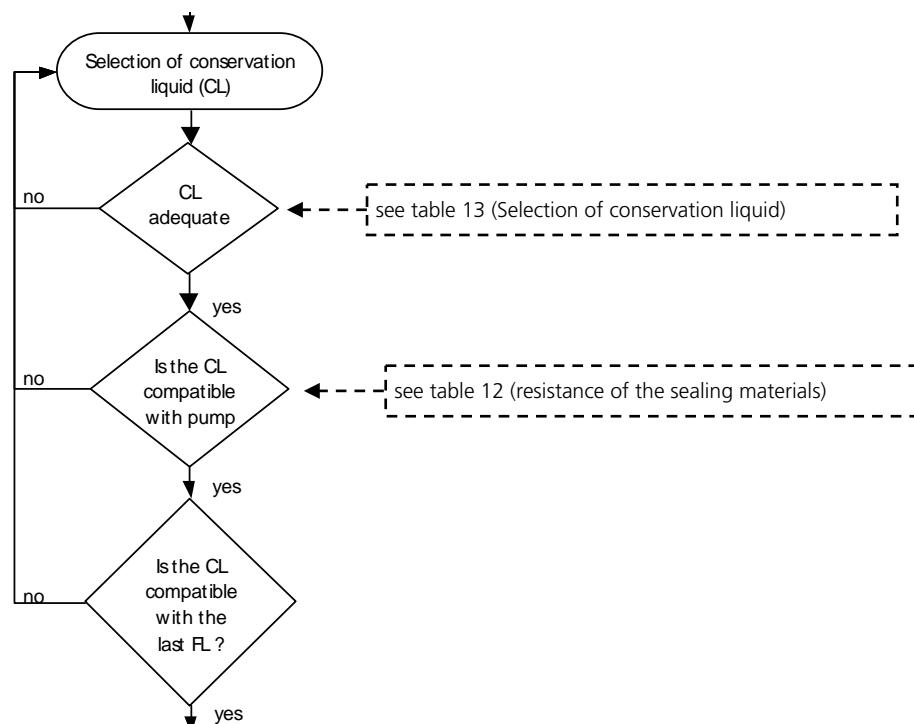 Selection of conservation
liquid (CL)
CL
adequate
no
see table 13 (Selection of conservation liquid)
yes
Is the CL
compatible
with pump
no
see table 12 (resistance of the sealing materials)
yes
Is the CL
compatible
with the
last FL ?
no
yes